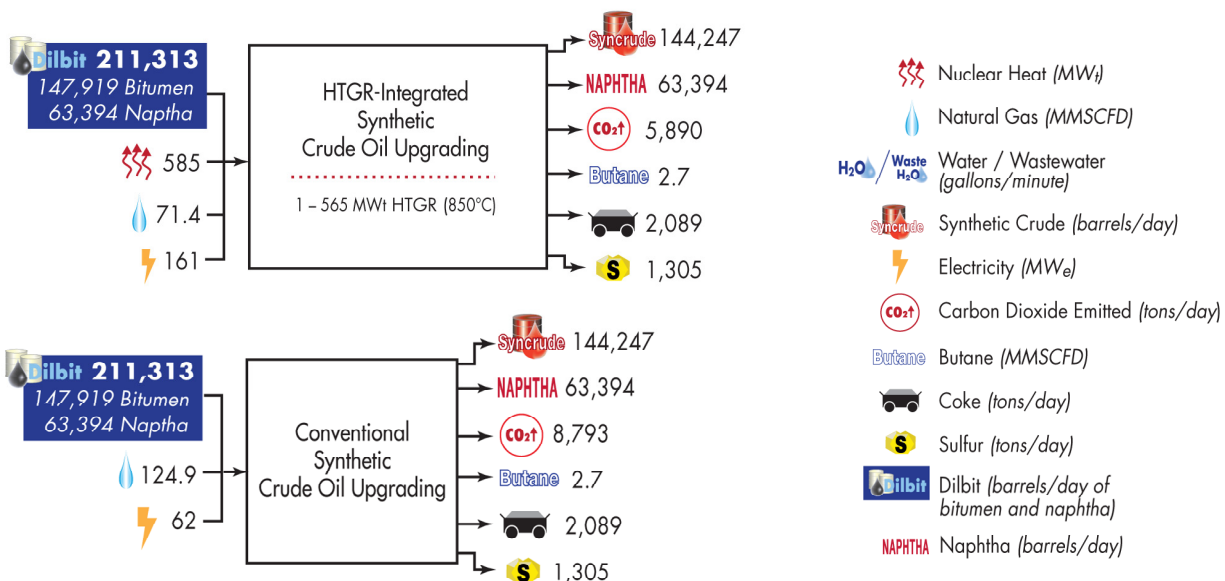 Dilbit 211,313
147,919 Bitumen
63,394 Naptha
585
71.4
161
HTGR-Integrated
Synthetic
Crude Oil Upgrading
1 – 565 MWt HTGR (850°C)
Syncrude 144,247
NAPHTHA 63,394
CO2↑ 5,890
Butane 2.7
2,089
S 1,305
Dilbit 211,313
147,919 Bitumen
63,394 Naptha
124.9
62
Conventional
Synthetic
Crude Oil Upgrading
Syncrude 144,247
NAPHTHA 63,394
CO2↑ 8,793
Butane 2.7
2,089
S 1,305
Nuclear Heat (MWt)
Natural Gas (MMSCFD)
H2O / Waste H2O Water / Wastewater
(gallons/minute)
Syncrude Synthetic Crude (barrels/day)
Electricity (MWe)
CO2↑ Carbon Dioxide Emitted (tons/day)
Butane Butane (MMSCFD)
Coke (tons/day)
S Sulfur (tons/day)
Dilbit Dilbit (barrels/day of
bitumen and naphtha)
NAPHTHA Naphtha (barrels/day)